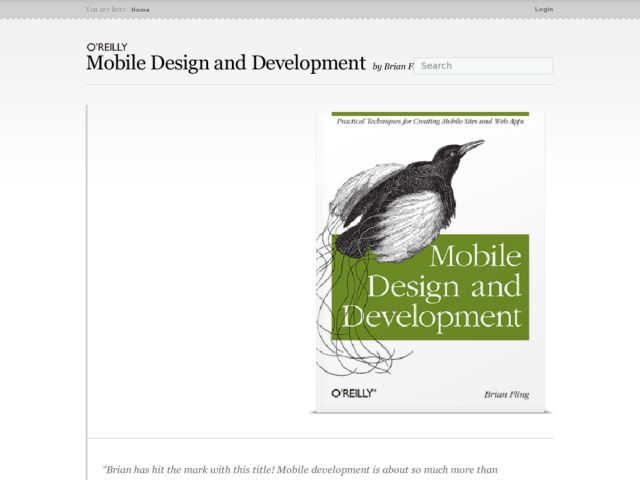 You are here: Home
Login
O'REILLY
Mobile Design and Development by Brian F
Search
Practical Techniques for Creating Mobile Sites and Web Apps
Mobile
Design and
Development
O'REILLY®
Brian Fling
“Brian has hit the mark with this title! Mobile development is about so much more than